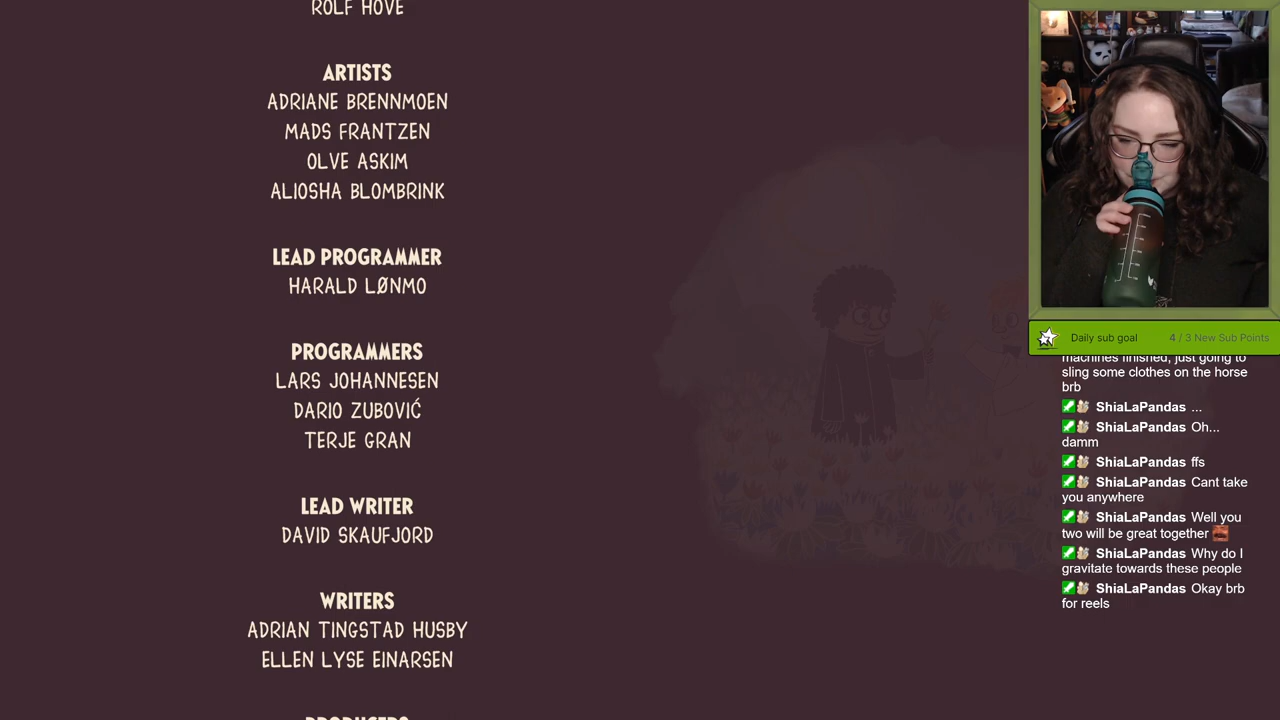 ROLF HOVE
ARTISTS
ADRIANE BRENNMOEN
MADS FRANTZEN
OLVE ASKIM
ALIOSHA BLOMBRINK
LEAD PROGRAMMER
HARALD LØNMO
PROGRAMMERS
LARS JOHANNESEN
DARIO ZUBOVIĆ
TERJE GRAN
LEAD WRITER
DAVID SKAUFJORD
WRITERS
ADRIAN TINGSTAD HUSBY
ELLEN LYSE EINARSEN
PRODUCERS
Daily sub goal 4 / 3 New Sub Points
machines finished, just going to
sling some clothes on the horse
brb
ShiaLaPandas ...
ShiaLaPandas Oh...
damm
ShiaLaPandas ffs
ShiaLaPandas Cant take
you anywhere
ShiaLaPandas Well you
two will be great together
ShiaLaPandas Why do I
gravitate towards these people
ShiaLaPandas Okay brb
for reels